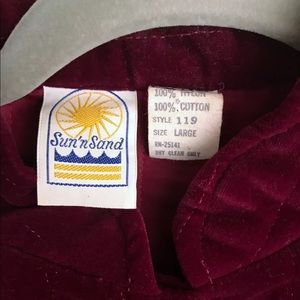 Sun'n Sand
100% NYLON
100% COTTON
STYLE 119
SIZE LARGE
RN-25141
DRY CLEAN ONLY